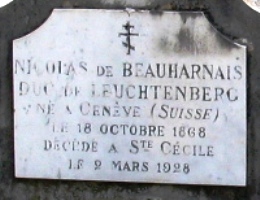 NICOLAS DE BEAUHARNAIS
DUC DE LEUCHTENBERG
NÉ A GENÈVE (SUISSE)
LE 18 OCTOBRE 1868
DÉCÉDÉ A STE CÉCILE
LE 2 MARS 1928